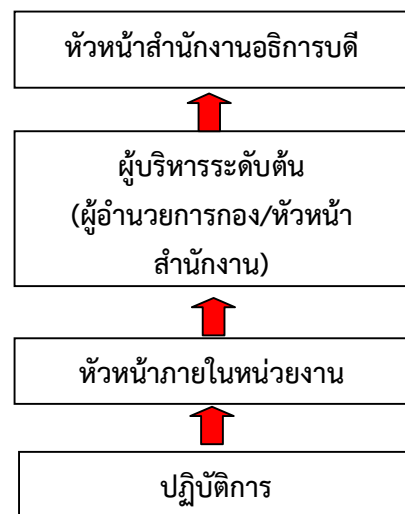 หัวหน้าสำนักงานอธิการบดี
ผู้บริหารระดับต้น
(ผู้อำนวยการกอง/หัวหน้า
สำนักงาน)
หัวหน้าภายในหน่วยงาน
ปฏิบัติการ